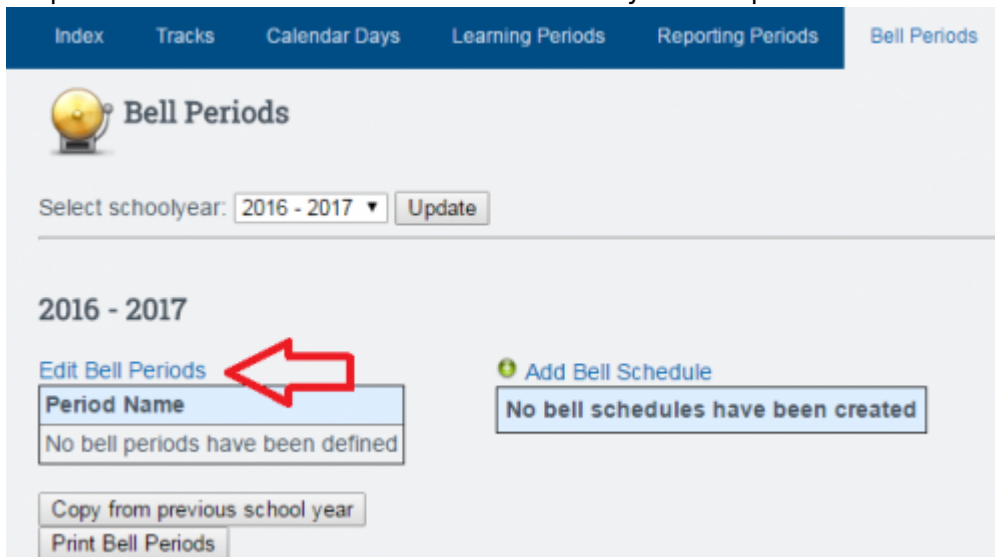 Index Tracks Calendar Days Learning Periods Reporting Periods Bell Periods
Bell Periods
Select schoolyear: 2016 - 2017 Update
2016 - 2017
Edit Bell Periods
Period Name
No bell periods have been defined
Add Bell Schedule
No bell schedules have been created
Copy from previous school year
Print Bell Periods